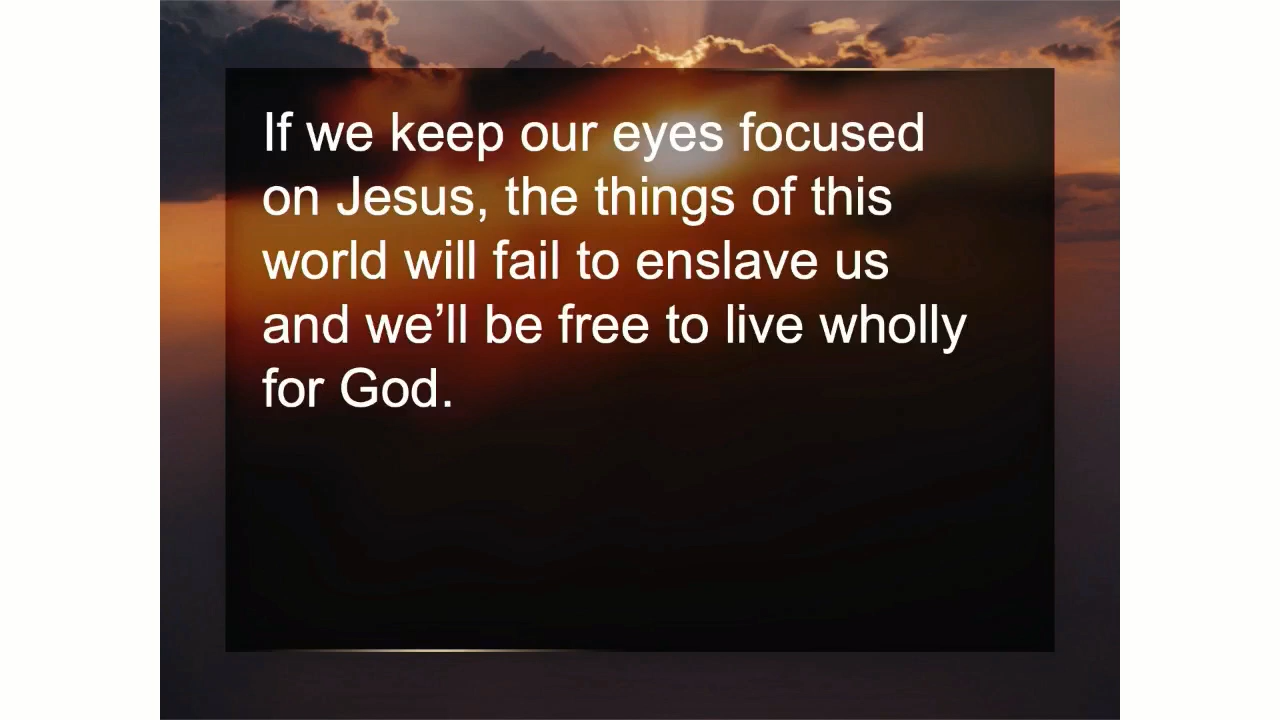 If we keep our eyes focused
on Jesus, the things of this
world will fail to enslave us
and we’ll be free to live wholly
for God.